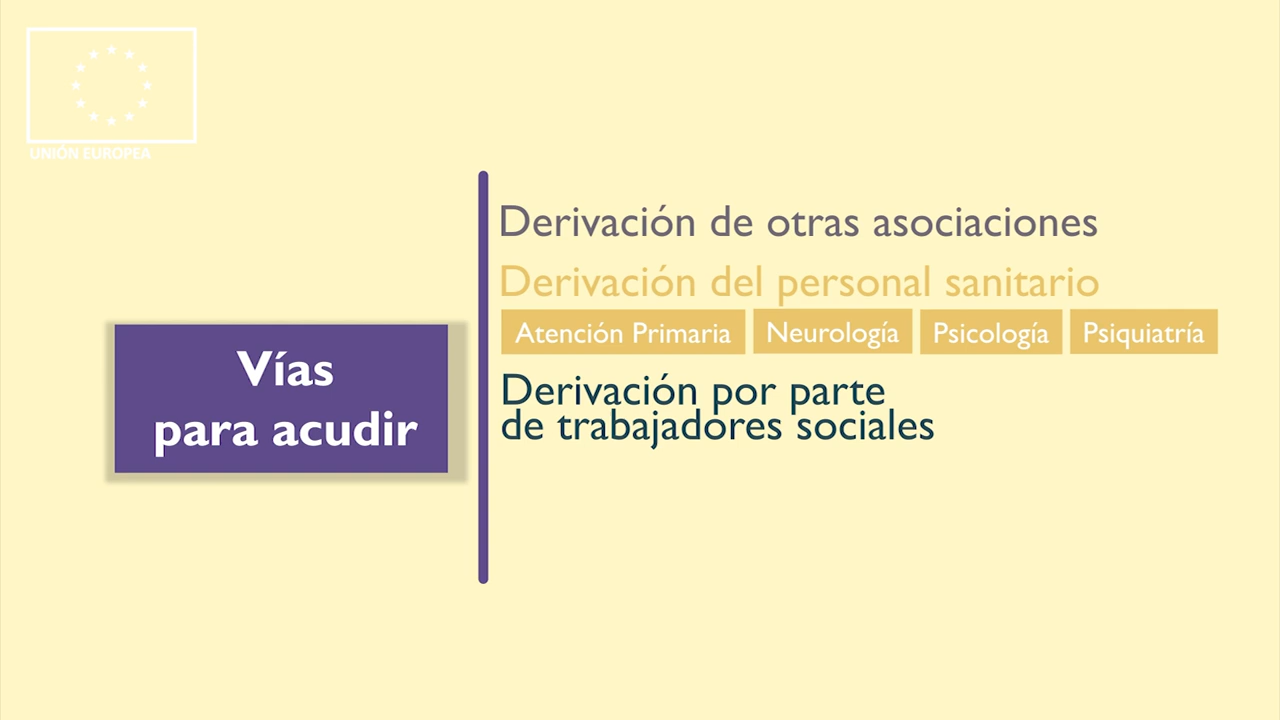 UNIÓN EUROPEA
Derivación de otras asociaciones
Derivación del personal sanitario
Atención Primaria Neurología Psicología Psiquiatría
Vías
para acudir
Derivación por parte
de trabajadores sociales